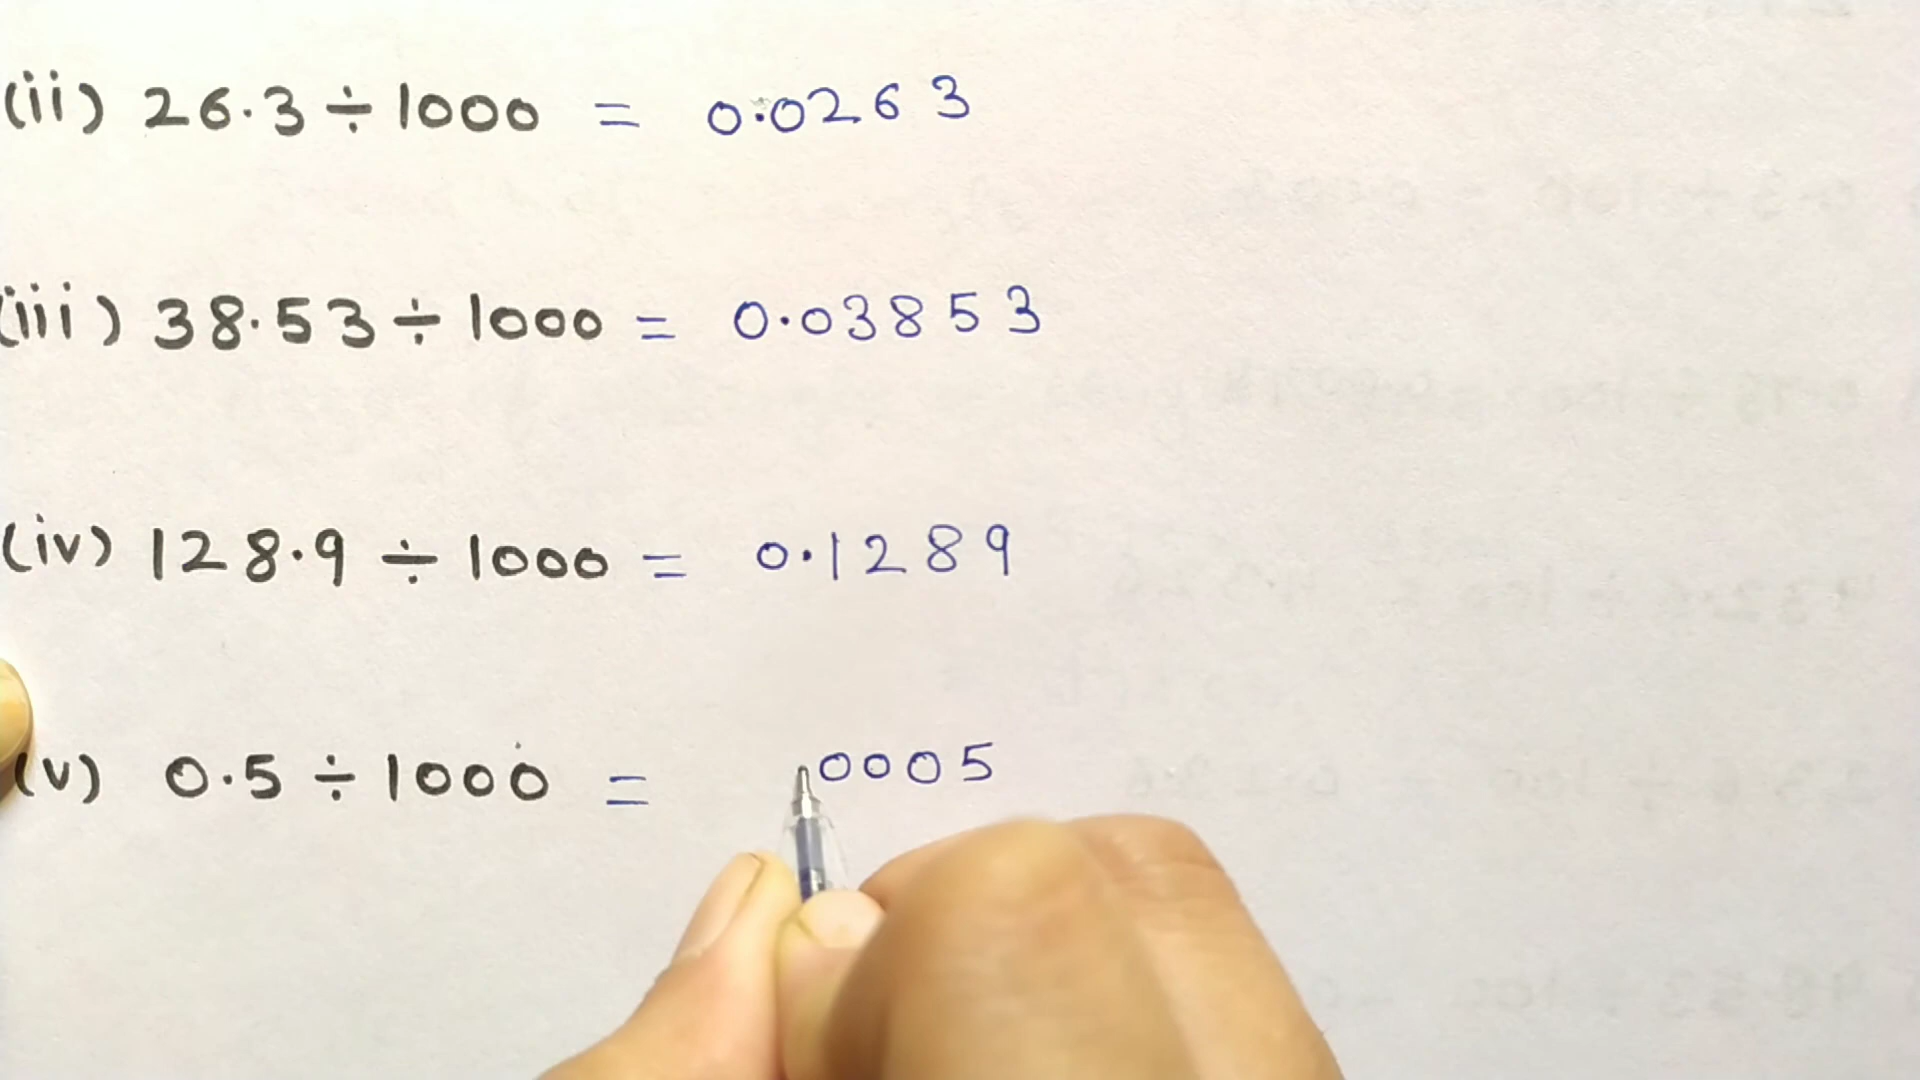 (ii) 26.3 ÷ 1000 = 0.0263
(iii) 38.53 ÷ 1000 = 0.03853
(iv) 128.9 ÷ 1000 = 0.1289
(v) 0.5 ÷ 1000 = 0005